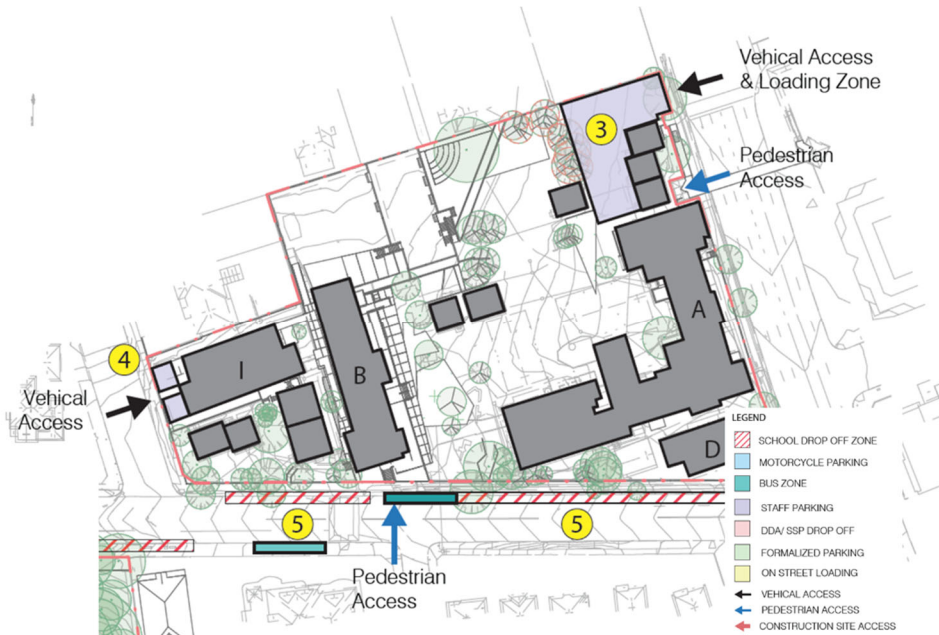 Vehical Access
& Loading Zone
3
Pedestrian
Access
A
4
I
B
Vehical
Access
D
5
5
Pedestrian
Access
LEGEND
SCHOOL DROP OFF ZONE
MOTORCYCLE PARKING
BUS ZONE
STAFF PARKING
DDA/ SSP DROP OFF
FORMALIZED PARKING
ON STREET LOADING
VEHICAL ACCESS
PEDESTRIAN ACCESS
CONSTRUCTION SITE ACCESS